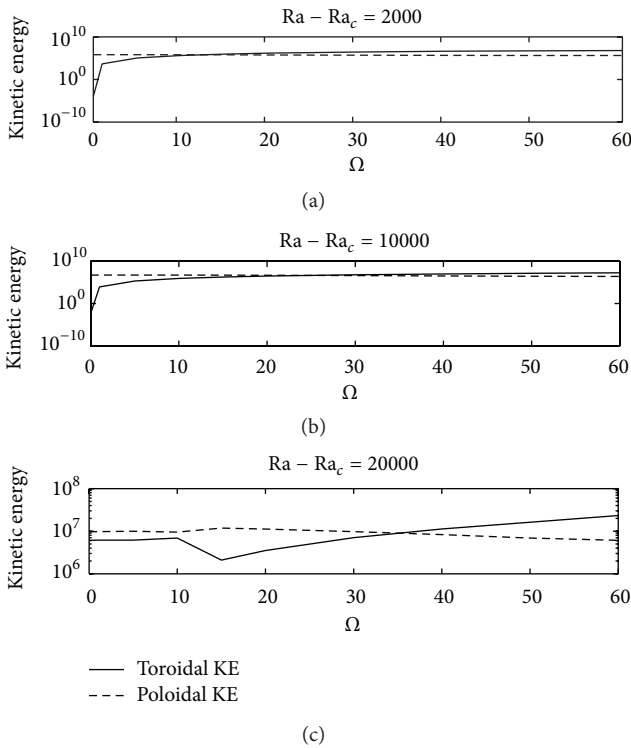 Ra − Ra_c = 2000
Kinetic energy
10^10
10^0
10^−10
0 10 20 30 40 50 60
Ω
(a)
Ra − Ra_c = 10000
Kinetic energy
10^10
10^0
10^−10
0 10 20 30 40 50 60
Ω
(b)
Ra − Ra_c = 20000
Kinetic energy
10^8
10^7
10^6
0 10 20 30 40 50 60
Ω
Toroidal KE
Poloidal KE
(c)